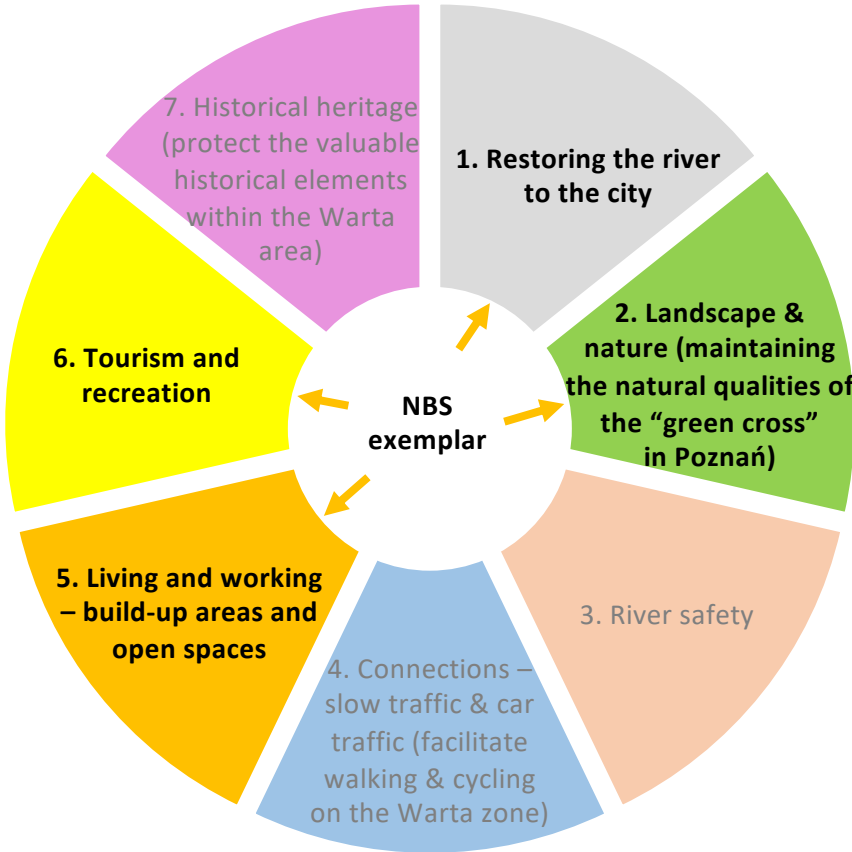 1. Restoring the river
to the city
2. Landscape &
nature (maintaining
the natural qualities of
the “green cross”
in Poznań)
3. River safety
4. Connections –
slow traffic & car
traffic (facilitate
walking & cycling
on the Warta zone)
5. Living and working
– build-up areas and
open spaces
6. Tourism and
recreation
7. Historical heritage
(protect the valuable
historical elements
within the Warta
area)
NBS
exemplar